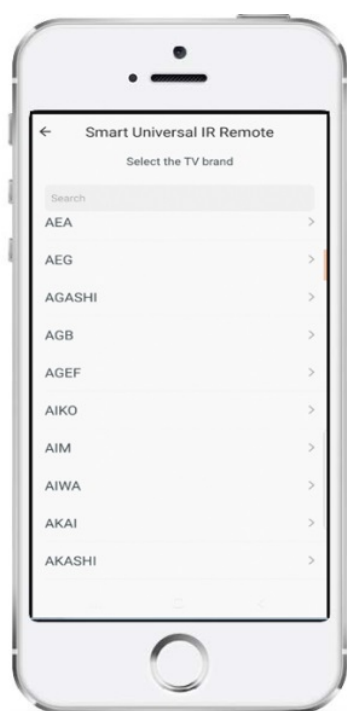 Smart Universal IR Remote
Select the TV brand
Search
AEA
AEG
AGASHI
AGB
AGEF
AIKO
AIM
AIWA
AKAI
AKASHI